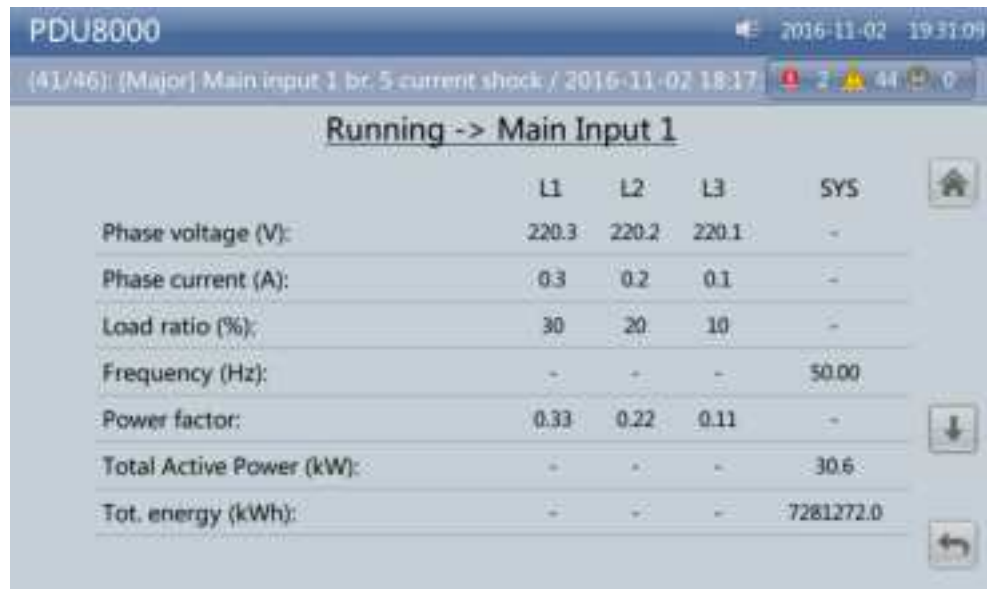 PDU8000 2016-11-02 19:31:09
(41/46): (Major) Main input 1 br. 5 current shock / 2016-11-02 18:17 2 44 0
Running -> Main Input 1
L1 L2 L3 SYS
Phase voltage (V): 220.3 220.2 220.1 -
Phase current (A): 0.3 0.2 0.1 -
Load ratio (%): 30 20 10 -
Frequency (Hz): - - - 50.00
Power factor: 0.33 0.22 0.11 -
Total Active Power (kW): - - - 30.6
Tot. energy (kWh): - - - 7281272.0